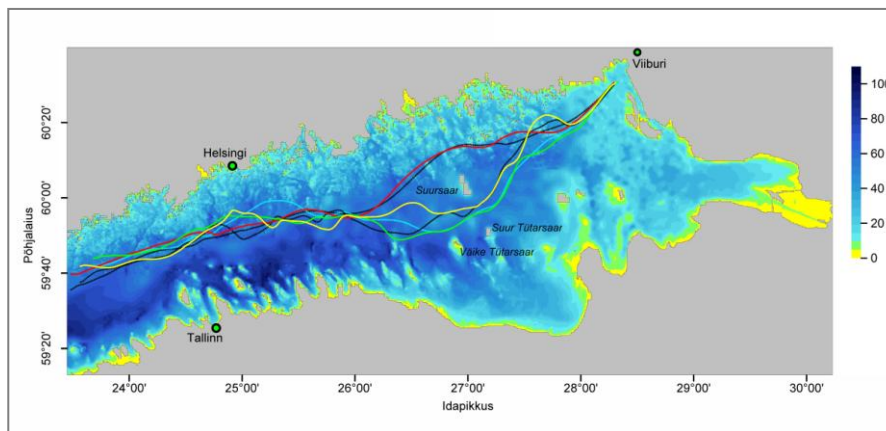 Viiburi
Helsingi
Suursaar
Suur Tütarsaar
Väike Tütarsaar
Tallinn
Põhjalaius
60°20'
60°00'
59°40'
59°20'
24°00' 25°00' 26°00' 27°00' 28°00' 29°00' 30°00'
Idapikkus
100
80
60
40
20
0